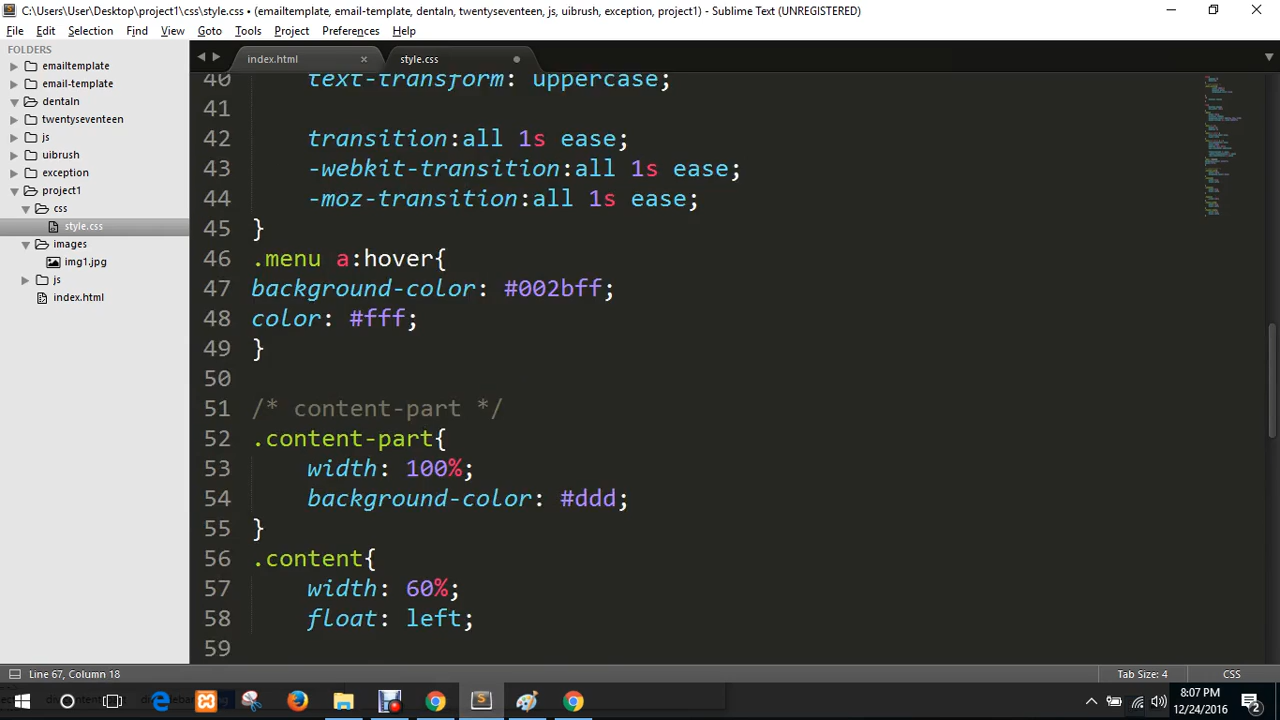 C:\Users\User\Desktop\project1\css\style.css • (emailtemplate, email-template, dentaln, twentyseventeen, js, uibrush, exception, project1) - Sublime Text (UNREGISTERED)
File Edit Selection Find View Goto Tools Project Preferences Help
FOLDERS
emailtemplate
email-template
dentaln
twentyseventeen
js
uibrush
exception
project1
css
style.css
images
img1.jpg
js
index.html
index.html × style.css
40 text-transform: uppercase;
41
42 transition:all 1s ease;
43 -webkit-transition:all 1s ease;
44 -moz-transition:all 1s ease;
45 }
46 .menu a:hover{
47 background-color: #002bff;
48 color: #fff;
49 }
50
51 /* content-part */
52 .content-part{
53 width: 100%;
54 background-color: #ddd;
55 }
56 .content{
57 width: 60%;
58 float: left;
59
Line 67, Column 18
Tab Size: 4 CSS
8:07 PM
12/24/2016
2